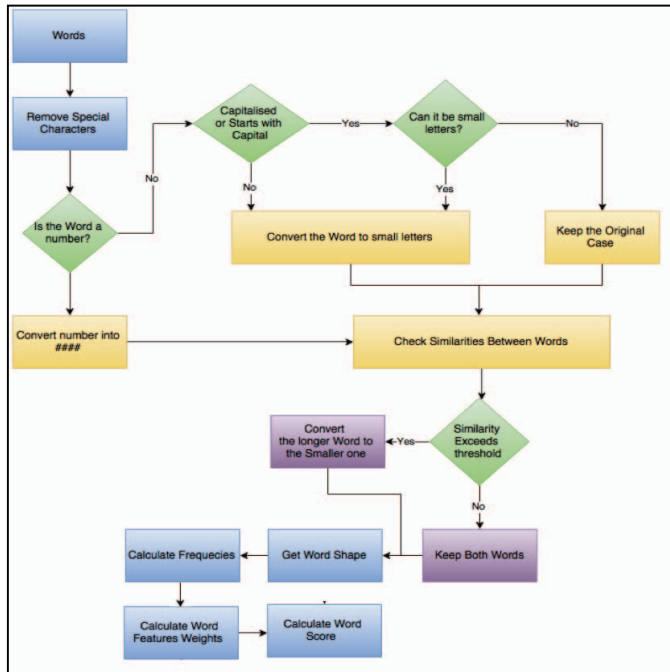 Words
Remove Special
Characters
Capitalised
or Starts with
Capital
Yes
Can it be small
letters?
No
No
No
Yes
Is the Word a
number?
Convert the Word to small letters
Keep the Original
Case
Convert number into
####
Check Similarities Between Words
Convert
the longer Word to
the Smaller one
Yes
Similarity
Exceeds
threshold
No
Calculate Frequecies
Get Word Shape
Keep Both Words
Calculate Word
Features Weights
Calculate Word
Score